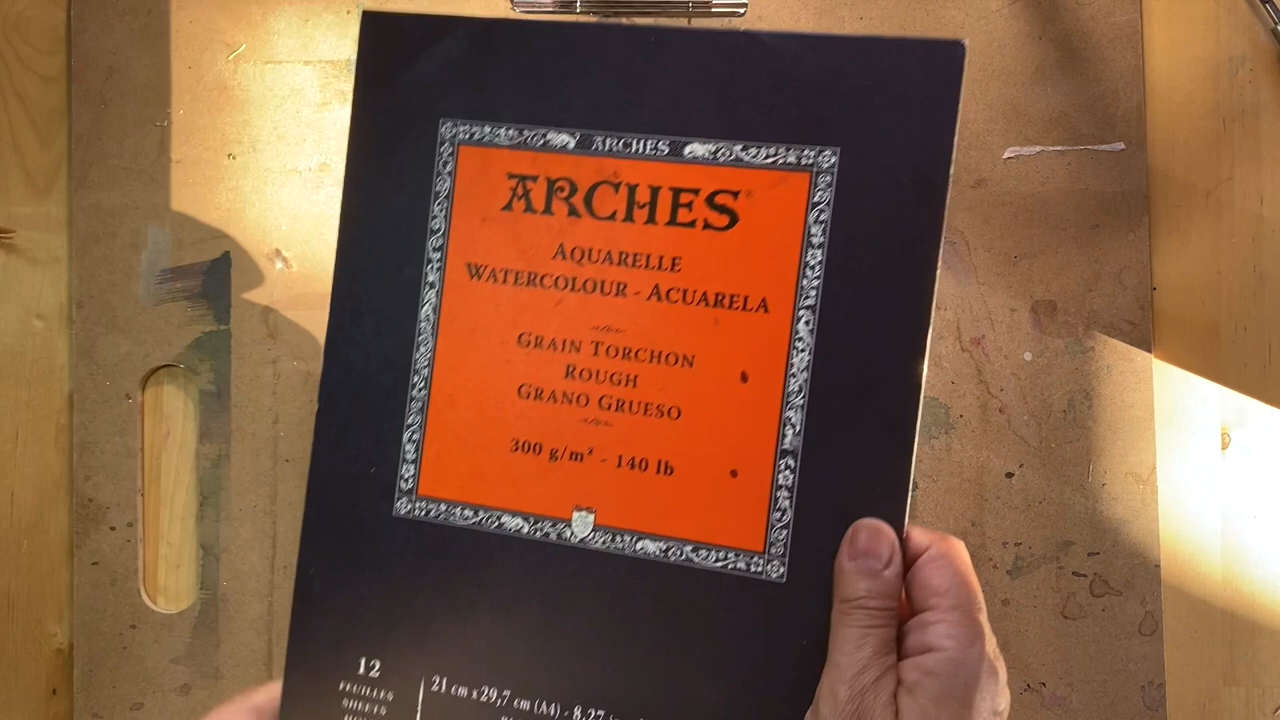 ARCHES
ARCHES®
AQUARELLE
WATERCOLOUR - ACUARELA
GRAIN TORCHON
ROUGH
GRANO GRUESO
300 g/m² - 140 lb
12
FEUILLES
SHEETS
21 cm x 29,7 cm (A4) - 8.27